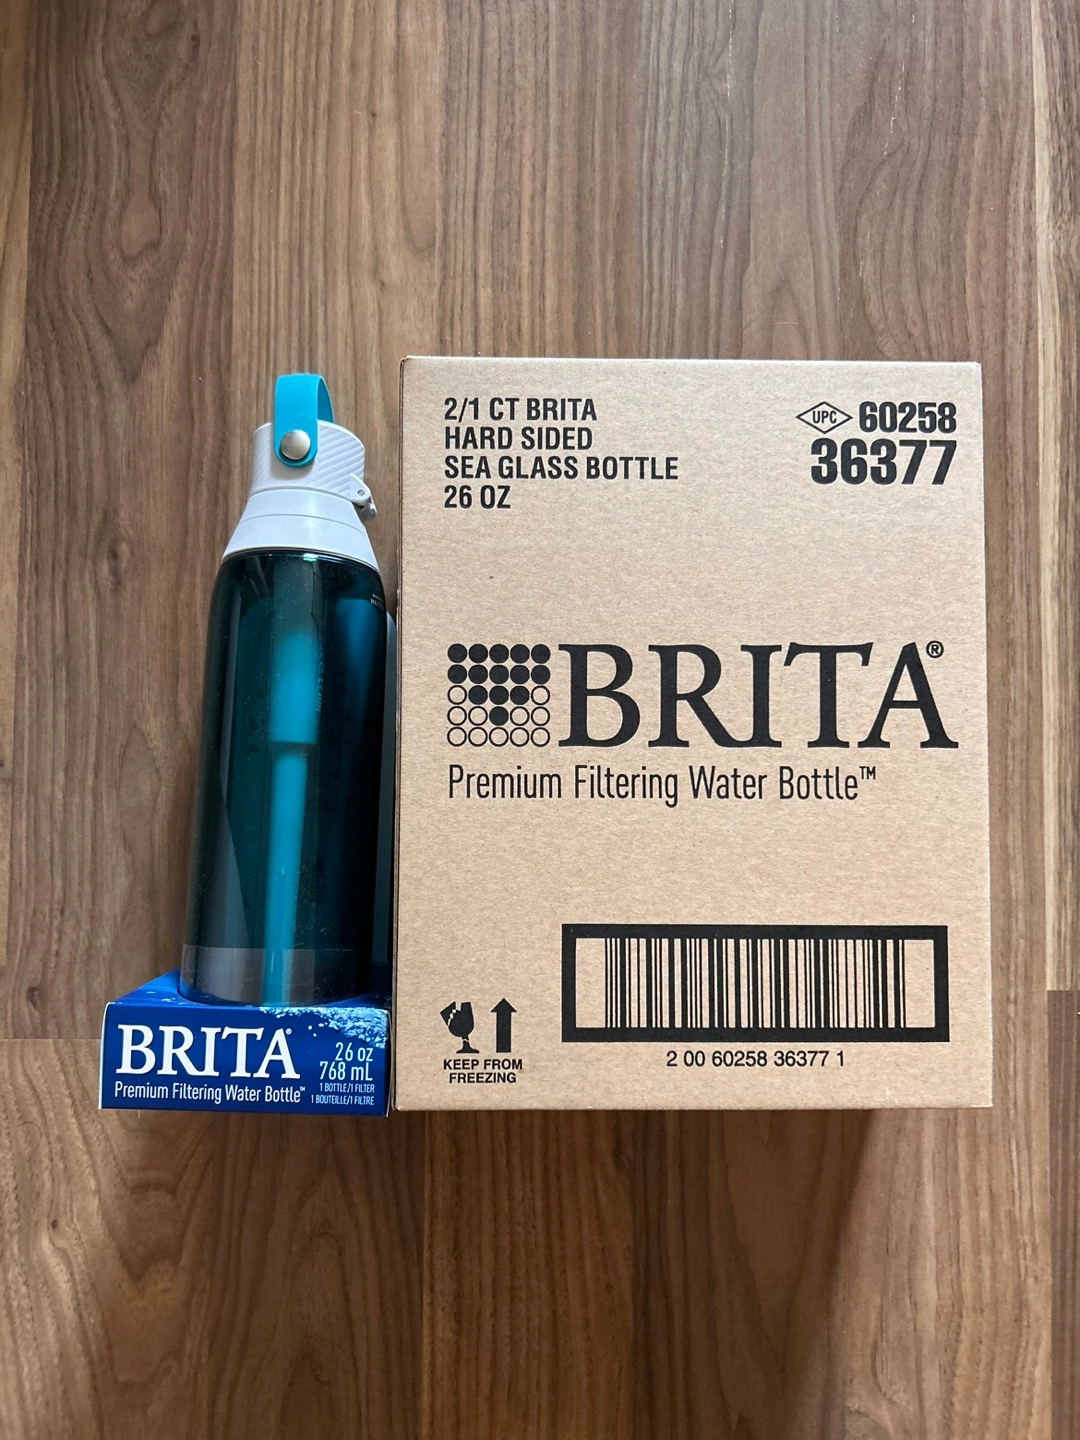 2/1 CT BRITA
HARD SIDED
SEA GLASS BOTTLE
26 OZ
UPC 60258
36377
BRITA®
Premium Filtering Water Bottle™
KEEP FROM
FREEZING
2 00 60258 36377 1
BRITA®
Premium Filtering Water Bottle™
26 oz
768 mL
1 BOTTLE/1 FILTER
1 BOUTEILLE/1 FILTRE